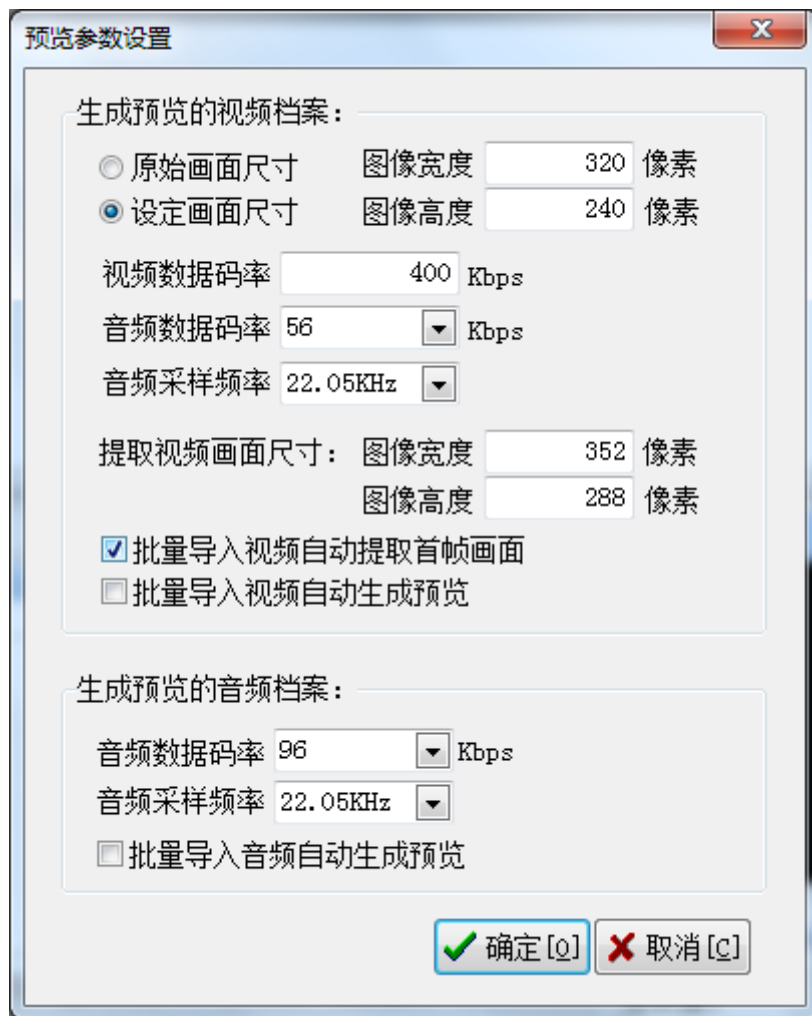 预览参数设置
生成预览的视频档案：
原始画面尺寸 图像宽度 320 像素
设定画面尺寸 图像高度 240 像素
视频数据码率 400 Kbps
音频数据码率 56 Kbps
音频采样频率 22.05KHz
提取视频画面尺寸： 图像宽度 352 像素
图像高度 288 像素
批量导入视频自动提取首帧画面
批量导入视频自动生成预览
生成预览的音频档案：
音频数据码率 96 Kbps
音频采样频率 22.05KHz
批量导入音频自动生成预览
确定[O] 取消[C]